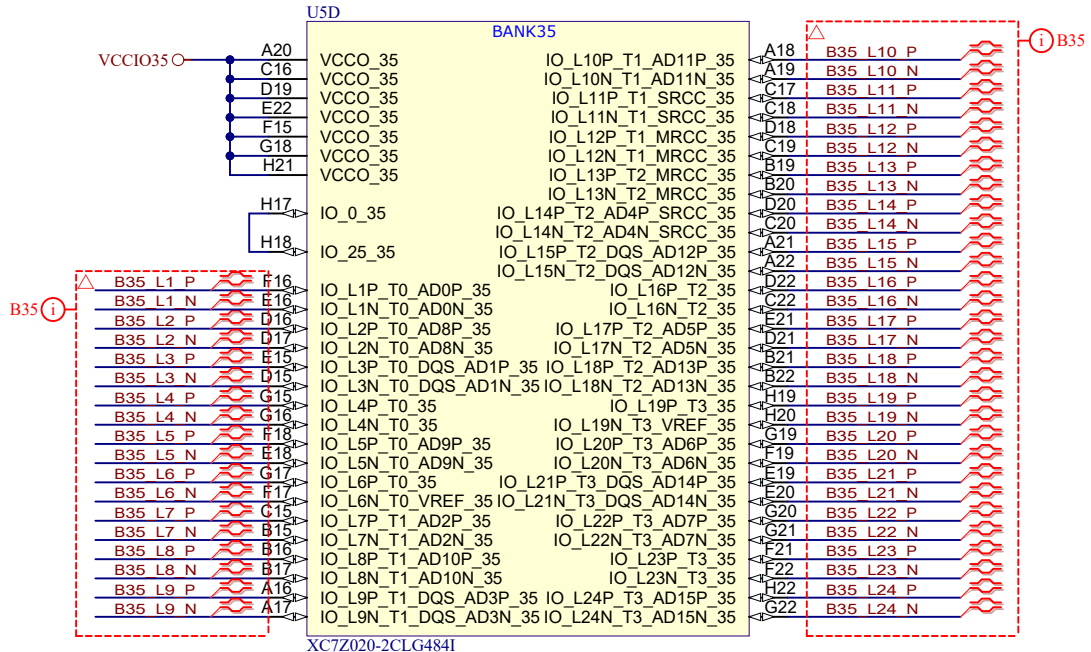 U5D
BANK35
VCCIO35 A20 VCCO_35 IO_L10P_T1_AD11P_35 A18 B35_L10_P i B35
C16 VCCO_35 IO_L10N_T1_AD11N_35 A19 B35_L10_N
D19 VCCO_35 IO_L11P_T1_SRCC_35 C17 B35_L11_P
E22 VCCO_35 IO_L11N_T1_SRCC_35 C18 B35_L11_N
F15 VCCO_35 IO_L12P_T1_MRCC_35 D18 B35_L12_P
G18 VCCO_35 IO_L12N_T1_MRCC_35 C19 B35_L12_N
H21 VCCO_35 IO_L13P_T2_MRCC_35 B19 B35_L13_P
IO_L13N_T2_MRCC_35 B20 B35_L13_N
H17 IO_0_35 IO_L14P_T2_AD4P_SRCC_35 D20 B35_L14_P
IO_L14N_T2_AD4N_SRCC_35 C20 B35_L14_N
H18 IO_25_35 IO_L15P_T2_DQS_AD12P_35 A21 B35_L15_P
IO_L15N_T2_DQS_AD12N_35 A22 B35_L15_N
B35_L1_P F16 IO_L1P_T0_AD0P_35 IO_L16P_T2_35 D22 B35_L16_P
B35 i B35_L1_N E16 IO_L1N_T0_AD0N_35 IO_L16N_T2_35 C22 B35_L16_N
B35_L2_P D16 IO_L2P_T0_AD8P_35 IO_L17P_T2_AD5P_35 E21 B35_L17_P
B35_L2_N D17 IO_L2N_T0_AD8N_35 IO_L17N_T2_AD5N_35 D21 B35_L17_N
B35_L3_P E15 IO_L3P_T0_DQS_AD1P_35 IO_L18P_T2_AD13P_35 B21 B35_L18_P
B35_L3_N D15 IO_L3N_T0_DQS_AD1N_35 IO_L18N_T2_AD13N_35 B22 B35_L18_N
B35_L4_P G15 IO_L4P_T0_35 IO_L19P_T3_35 H19 B35_L19_P
B35_L4_N G16 IO_L4N_T0_35 IO_L19N_T3_VREF_35 H20 B35_L19_N
B35_L5_P F18 IO_L5P_T0_AD9P_35 IO_L20P_T3_AD6P_35 G19 B35_L20_P
B35_L5_N E18 IO_L5N_T0_AD9N_35 IO_L20N_T3_AD6N_35 F19 B35_L20_N
B35_L6_P G17 IO_L6P_T0_35 IO_L21P_T3_DQS_AD14P_35 E19 B35_L21_P
B35_L6_N F17 IO_L6N_T0_VREF_35 IO_L21N_T3_DQS_AD14N_35 E20 B35_L21_N
B35_L7_P C15 IO_L7P_T1_AD2P_35 IO_L22P_T3_AD7P_35 G20 B35_L22_P
B35_L7_N B15 IO_L7N_T1_AD2N_35 IO_L22N_T3_AD7N_35 G21 B35_L22_N
B35_L8_P B16 IO_L8P_T1_AD10P_35 IO_L23P_T3_35 F21 B35_L23_P
B35_L8_N B17 IO_L8N_T1_AD10N_35 IO_L23N_T3_35 F22 B35_L23_N
B35_L9_P A16 IO_L9P_T1_DQS_AD3P_35 IO_L24P_T3_AD15P_35 H22 B35_L24_P
B35_L9_N A17 IO_L9N_T1_DQS_AD3N_35 IO_L24N_T3_AD15N_35 G22 B35_L24_N
XC7Z020-2CLG484I